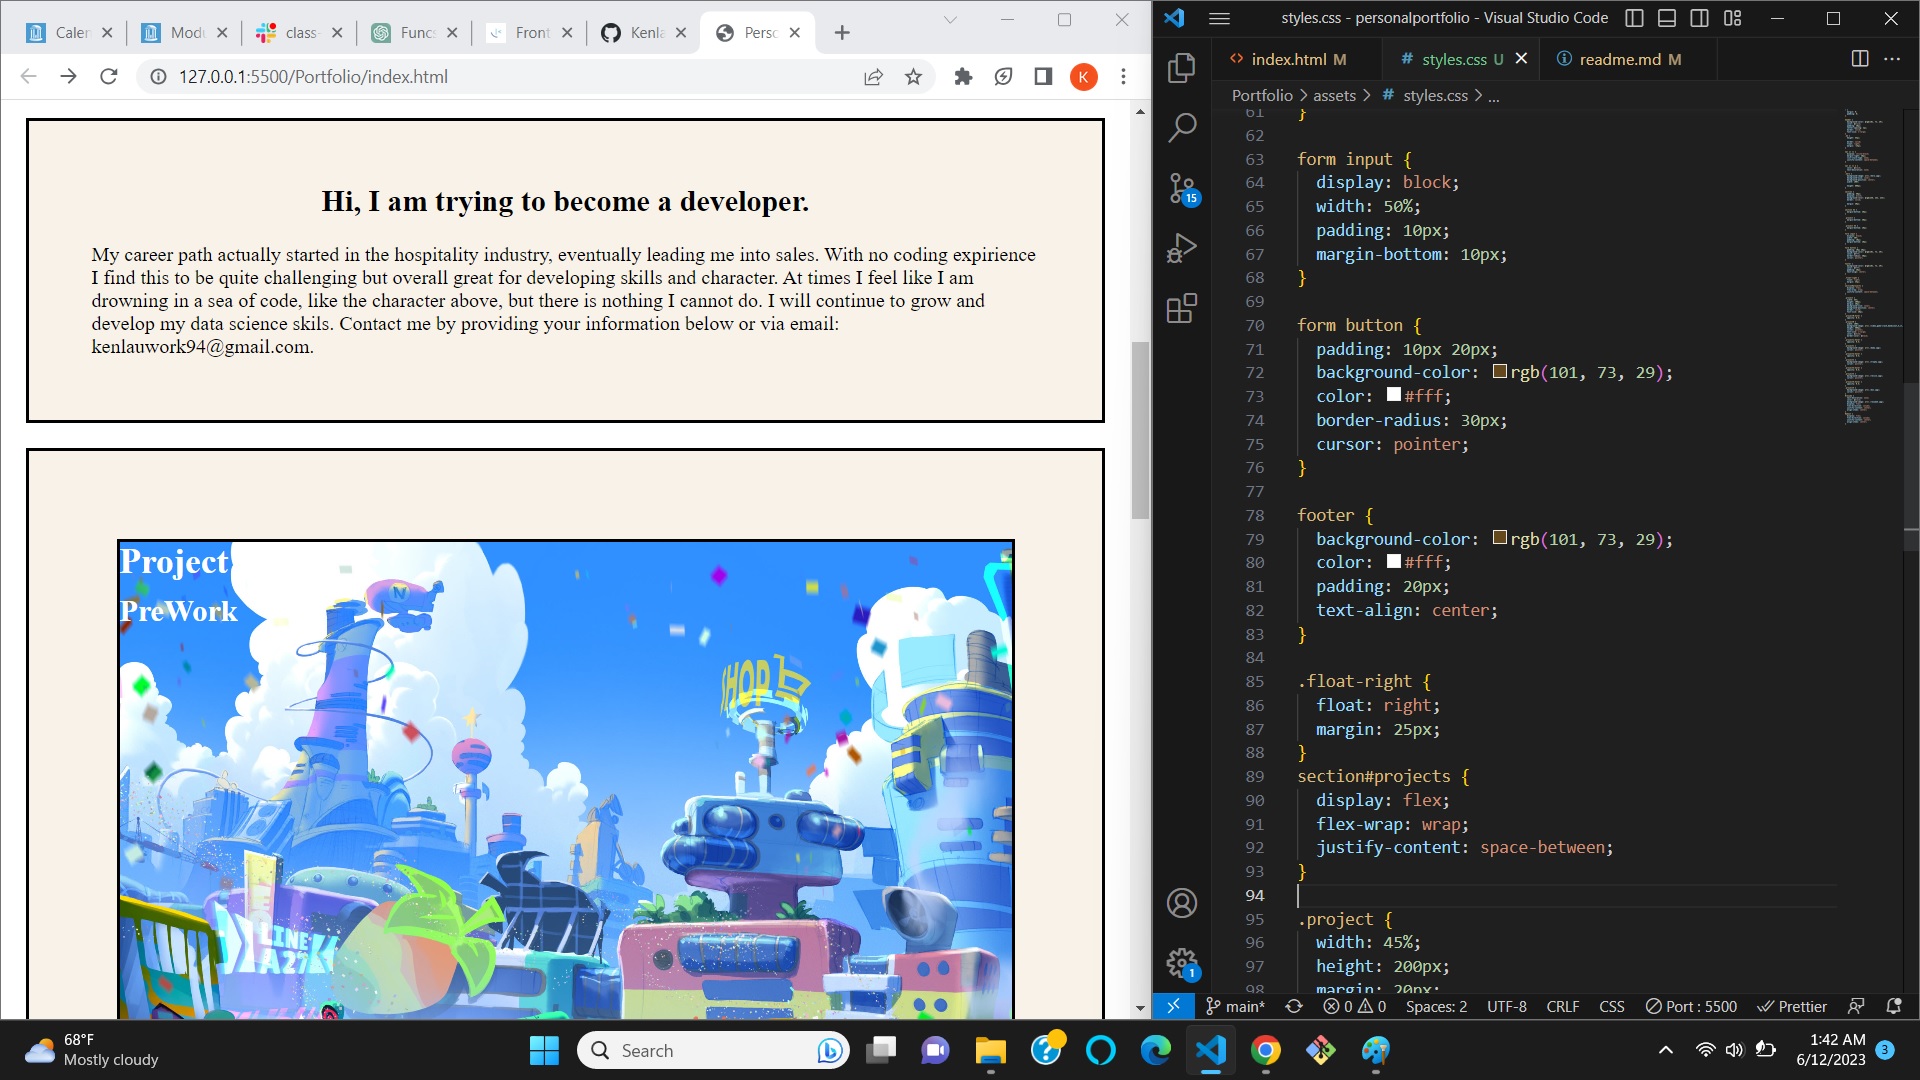 Caler
Modu
class-
Funcs
Front
Kenla
Perso
127.0.0.1:5500/Portfolio/index.html
K
Hi, I am trying to become a developer.
My career path actually started in the hospitality industry, eventually leading me into sales. With no coding expirience
I find this to be quite challenging but overall great for developing skills and character. At times I feel like I am
drowning in a sea of code, like the character above, but there is nothing I cannot do. I will continue to grow and
develop my data science skils. Contact me by providing your information below or via email:
kenlauwork94@gmail.com.
Project
PreWork
N
SHOP
LINE
A27
styles.css - personalportfolio - Visual Studio Code
index.html M
# styles.css U
readme.md M
Portfolio > assets > # styles.css > ...
15
1
61 }
62
63 form input {
64 display: block;
65 width: 50%;
66 padding: 10px;
67 margin-bottom: 10px;
68 }
69
70 form button {
71 padding: 10px 20px;
72 background-color: rgb(101, 73, 29);
73 color: #fff;
74 border-radius: 30px;
75 cursor: pointer;
76 }
77
78 footer {
79 background-color: rgb(101, 73, 29);
80 color: #fff;
81 padding: 20px;
82 text-align: center;
83 }
84
85 .float-right {
86 float: right;
87 margin: 25px;
88 }
89 section#projects {
90 display: flex;
91 flex-wrap: wrap;
92 justify-content: space-between;
93 }
94
95 .project {
96 width: 45%;
97 height: 200px;
98 margin: 20px;
main* 0 0 Spaces: 2 UTF-8 CRLF CSS Port : 5500 Prettier
68°F
Mostly cloudy
Search
1:42 AM
6/12/2023
3